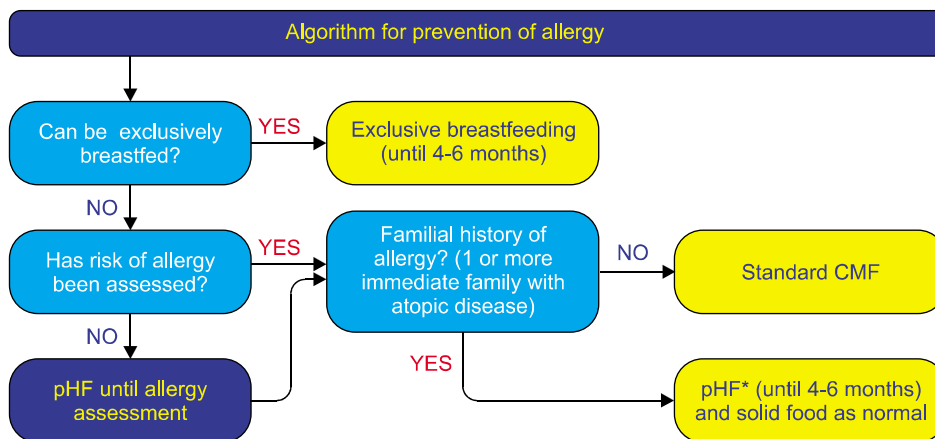 Algorithm for prevention of allergy
Can be exclusively
breastfed?
YES
Exclusive breastfeeding
(until 4-6 months)
NO
Has risk of allergy
been assessed?
YES
Familial history of
allergy? (1 or more
immediate family with
atopic disease)
NO
Standard CMF
NO
pHF until allergy
assessment
YES
pHF* (until 4-6 months)
and solid food as normal